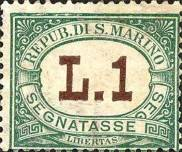 REPUB. DI S. MARINO
L.1
SEGNATASSE
LIBERTAS